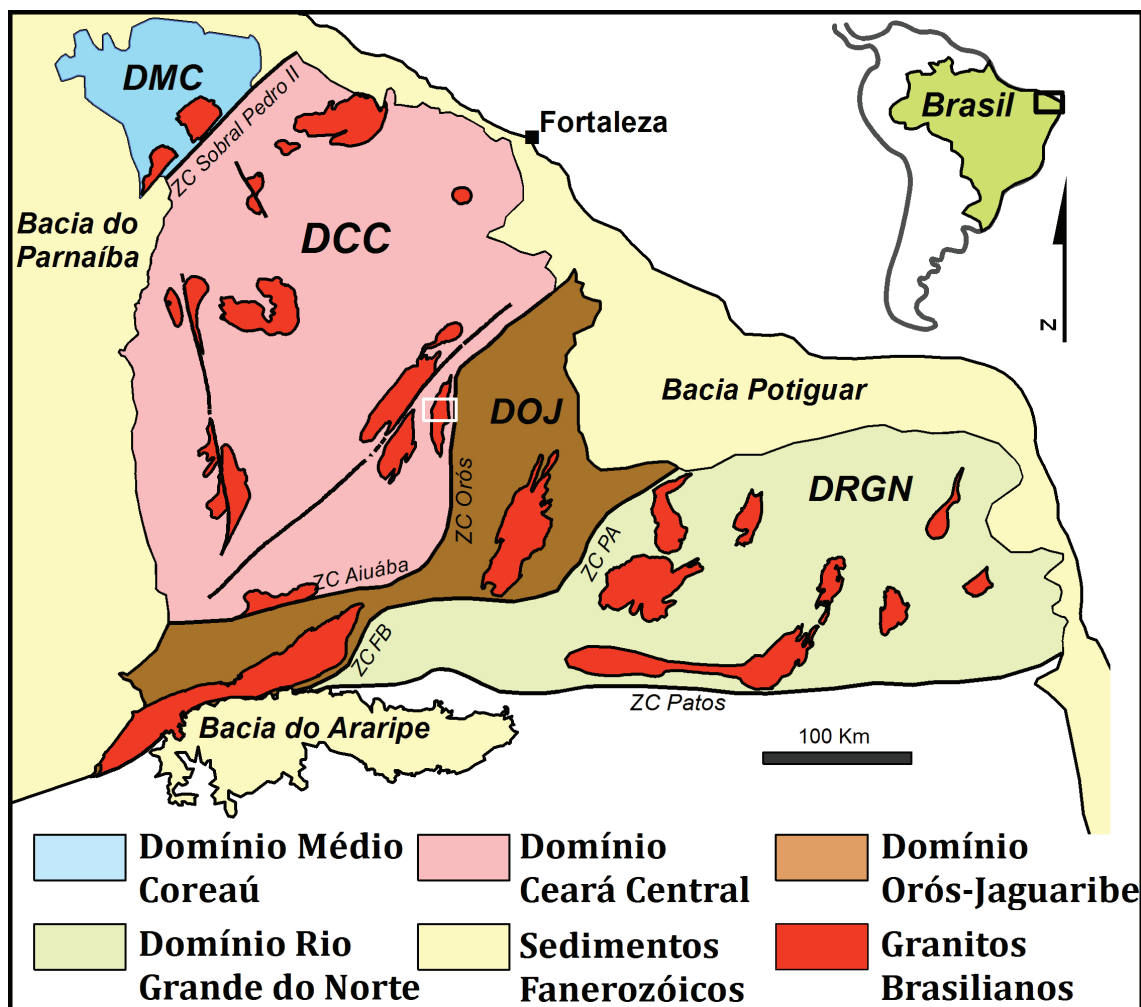 DMC
ZC Sobral Pedro II
Fortaleza
Brasil
Bacia do
Parnaíba
DCC
N
Bacia Potiguar
DOJ
DRGN
ZC Orós
ZC PA
ZC Aiuába
ZC FB
ZC Patos
Bacia do Araripe
100 Km
Domínio Médio
Coreaú
Domínio
Ceará Central
Domínio
Orós-Jaguaribe
Domínio Rio
Grande do Norte
Sedimentos
Fanerozóicos
Granitos
Brasilianos